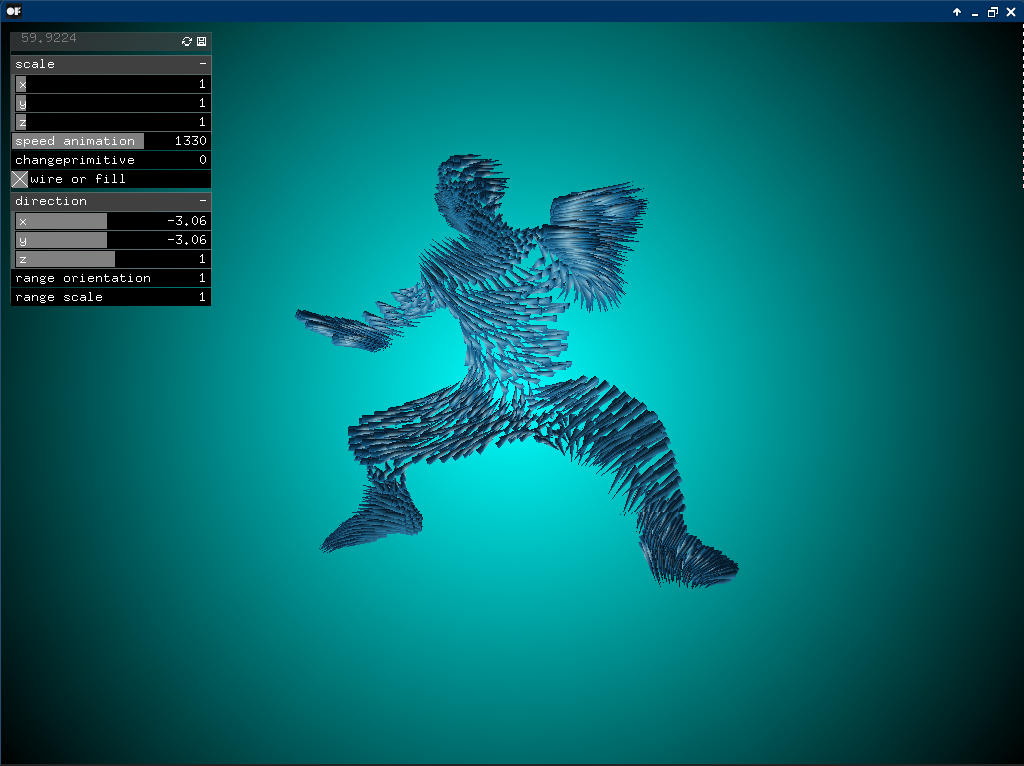 OF
59.9224
scale -
x 1
y 1
z 1
speed animation 1330
changeprimitive 0
wire or fill
direction -
x -3.06
y -3.06
z 1
range orientation 1
range scale 1